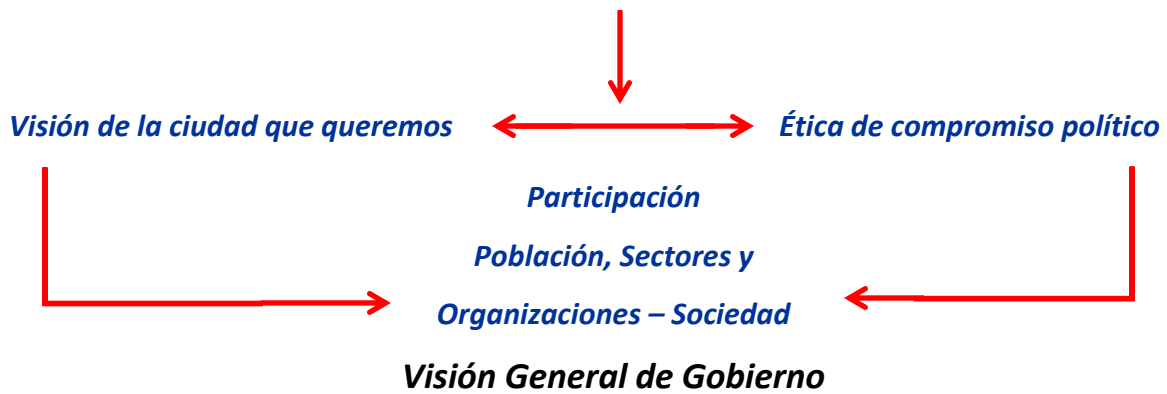 Visión de la ciudad que queremos
Ética de compromiso político
Participación
Población, Sectores y
Organizaciones – Sociedad
Visión General de Gobierno